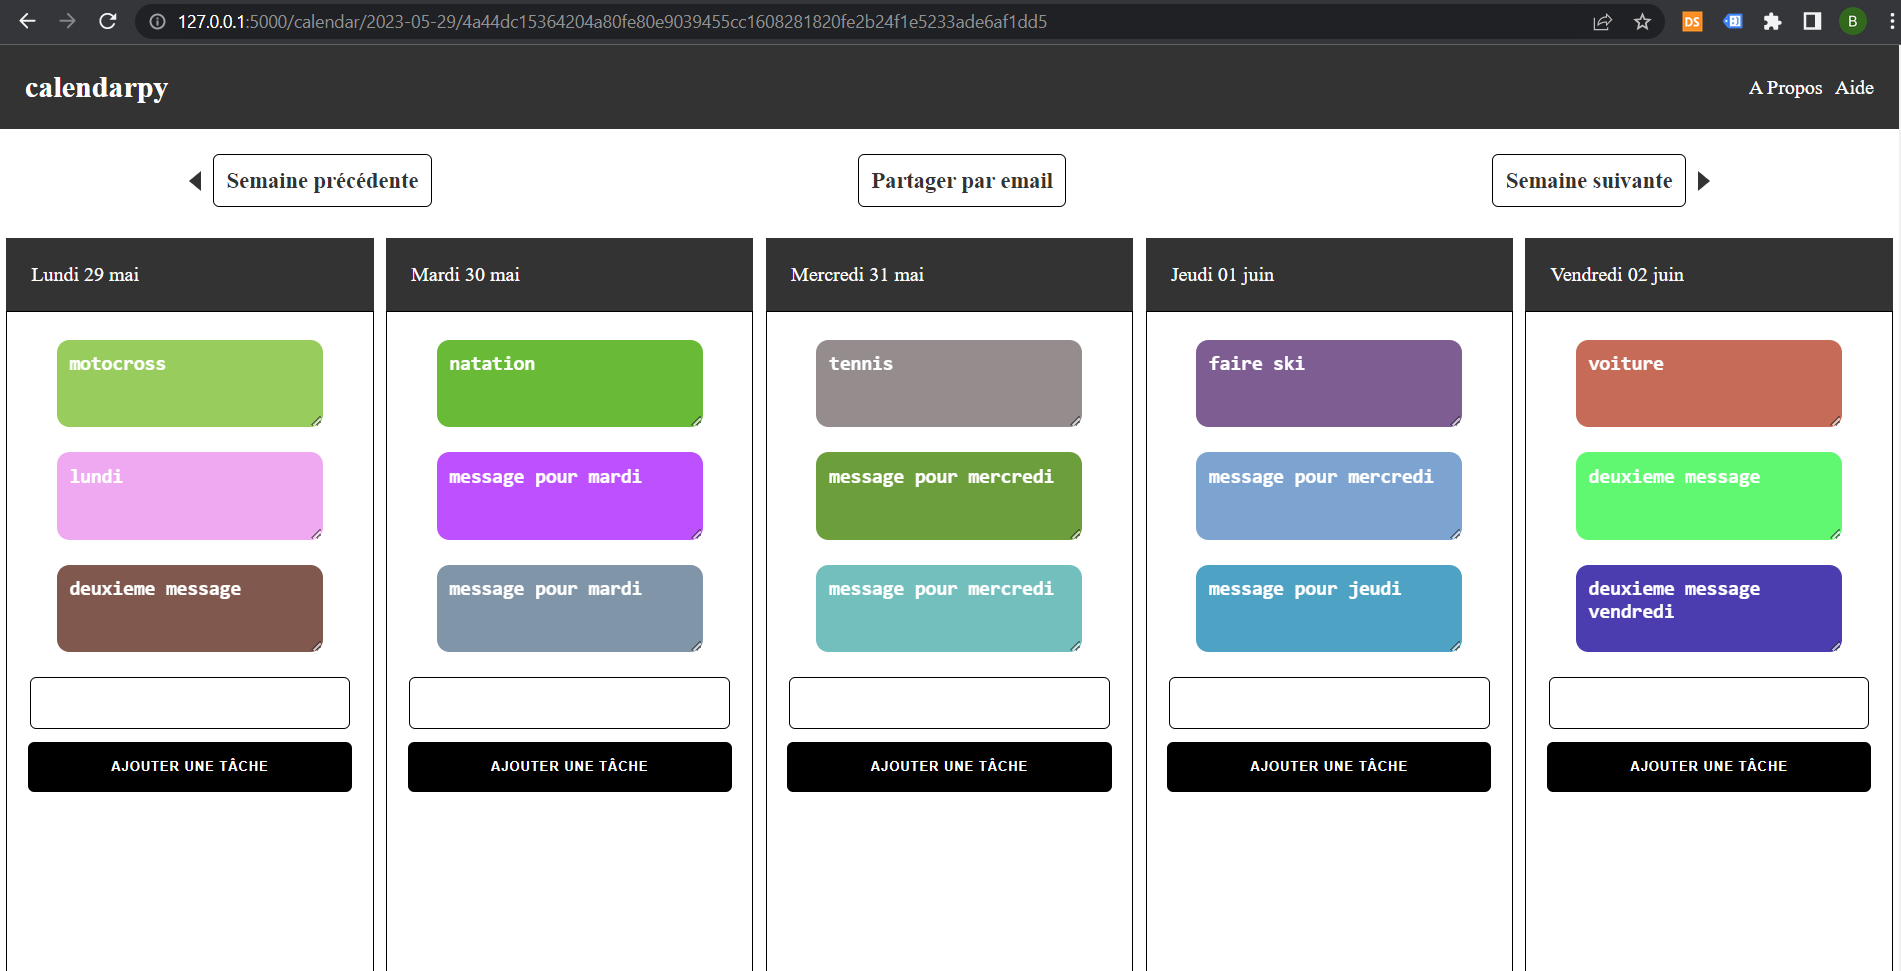 127.0.0.1:5000/calendar/2023-05-29/4a44dc15364204a80fe80e9039455cc1608281820fe2b24f1e5233ade6af1dd5
DS
B
calendarpy
A Propos Aide
Semaine précédente
Partager par email
Semaine suivante
Lundi 29 mai
motocross
lundi
deuxieme message
AJOUTER UNE TÂCHE
Mardi 30 mai
natation
message pour mardi
message pour mardi
AJOUTER UNE TÂCHE
Mercredi 31 mai
tennis
message pour mercredi
message pour mercredi
AJOUTER UNE TÂCHE
Jeudi 01 juin
faire ski
message pour mercredi
message pour jeudi
AJOUTER UNE TÂCHE
Vendredi 02 juin
voiture
deuxieme message
deuxieme message
vendredi
AJOUTER UNE TÂCHE